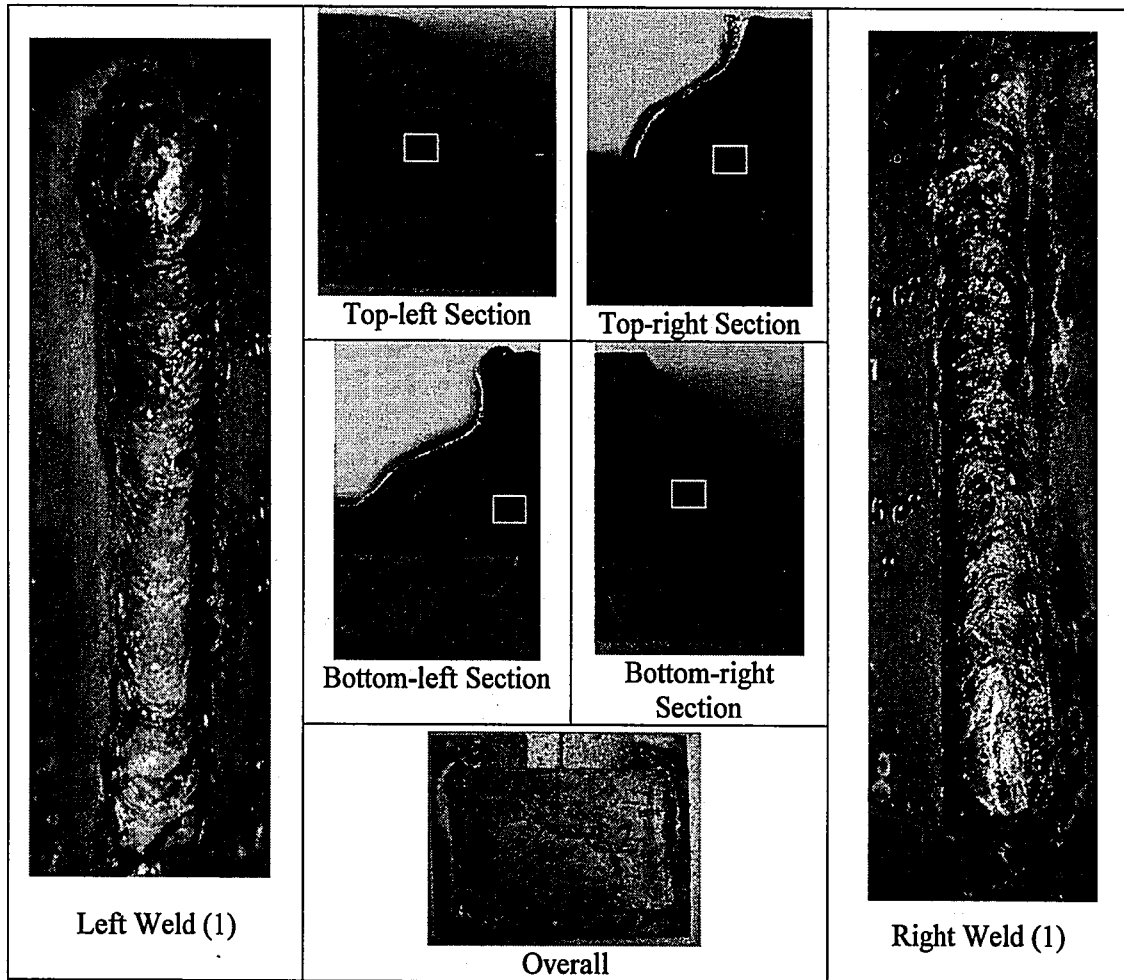 Top-left Section
Top-right Section
Bottom-left Section
Bottom-right
Section
Left Weld (1)
Overall
Right Weld (1)